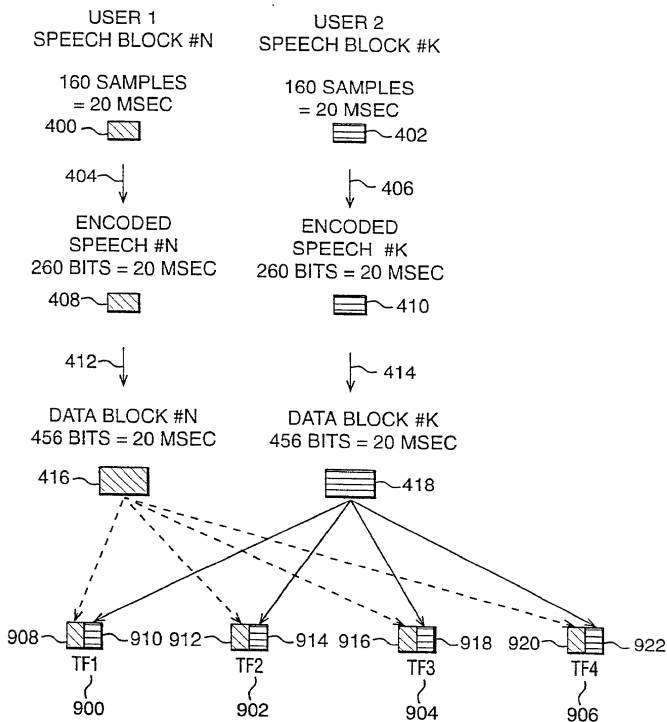 USER 1
SPEECH BLOCK #N
USER 2
SPEECH BLOCK #K
160 SAMPLES
= 20 MSEC
160 SAMPLES
= 20 MSEC
400
402
404
406
ENCODED
SPEECH #N
260 BITS = 20 MSEC
ENCODED
SPEECH #K
260 BITS = 20 MSEC
408
410
412
414
DATA BLOCK #N
456 BITS = 20 MSEC
DATA BLOCK #K
456 BITS = 20 MSEC
416
418
908
910
912
914
916
918
920
922
TF1
TF2
TF3
TF4
900
902
904
906